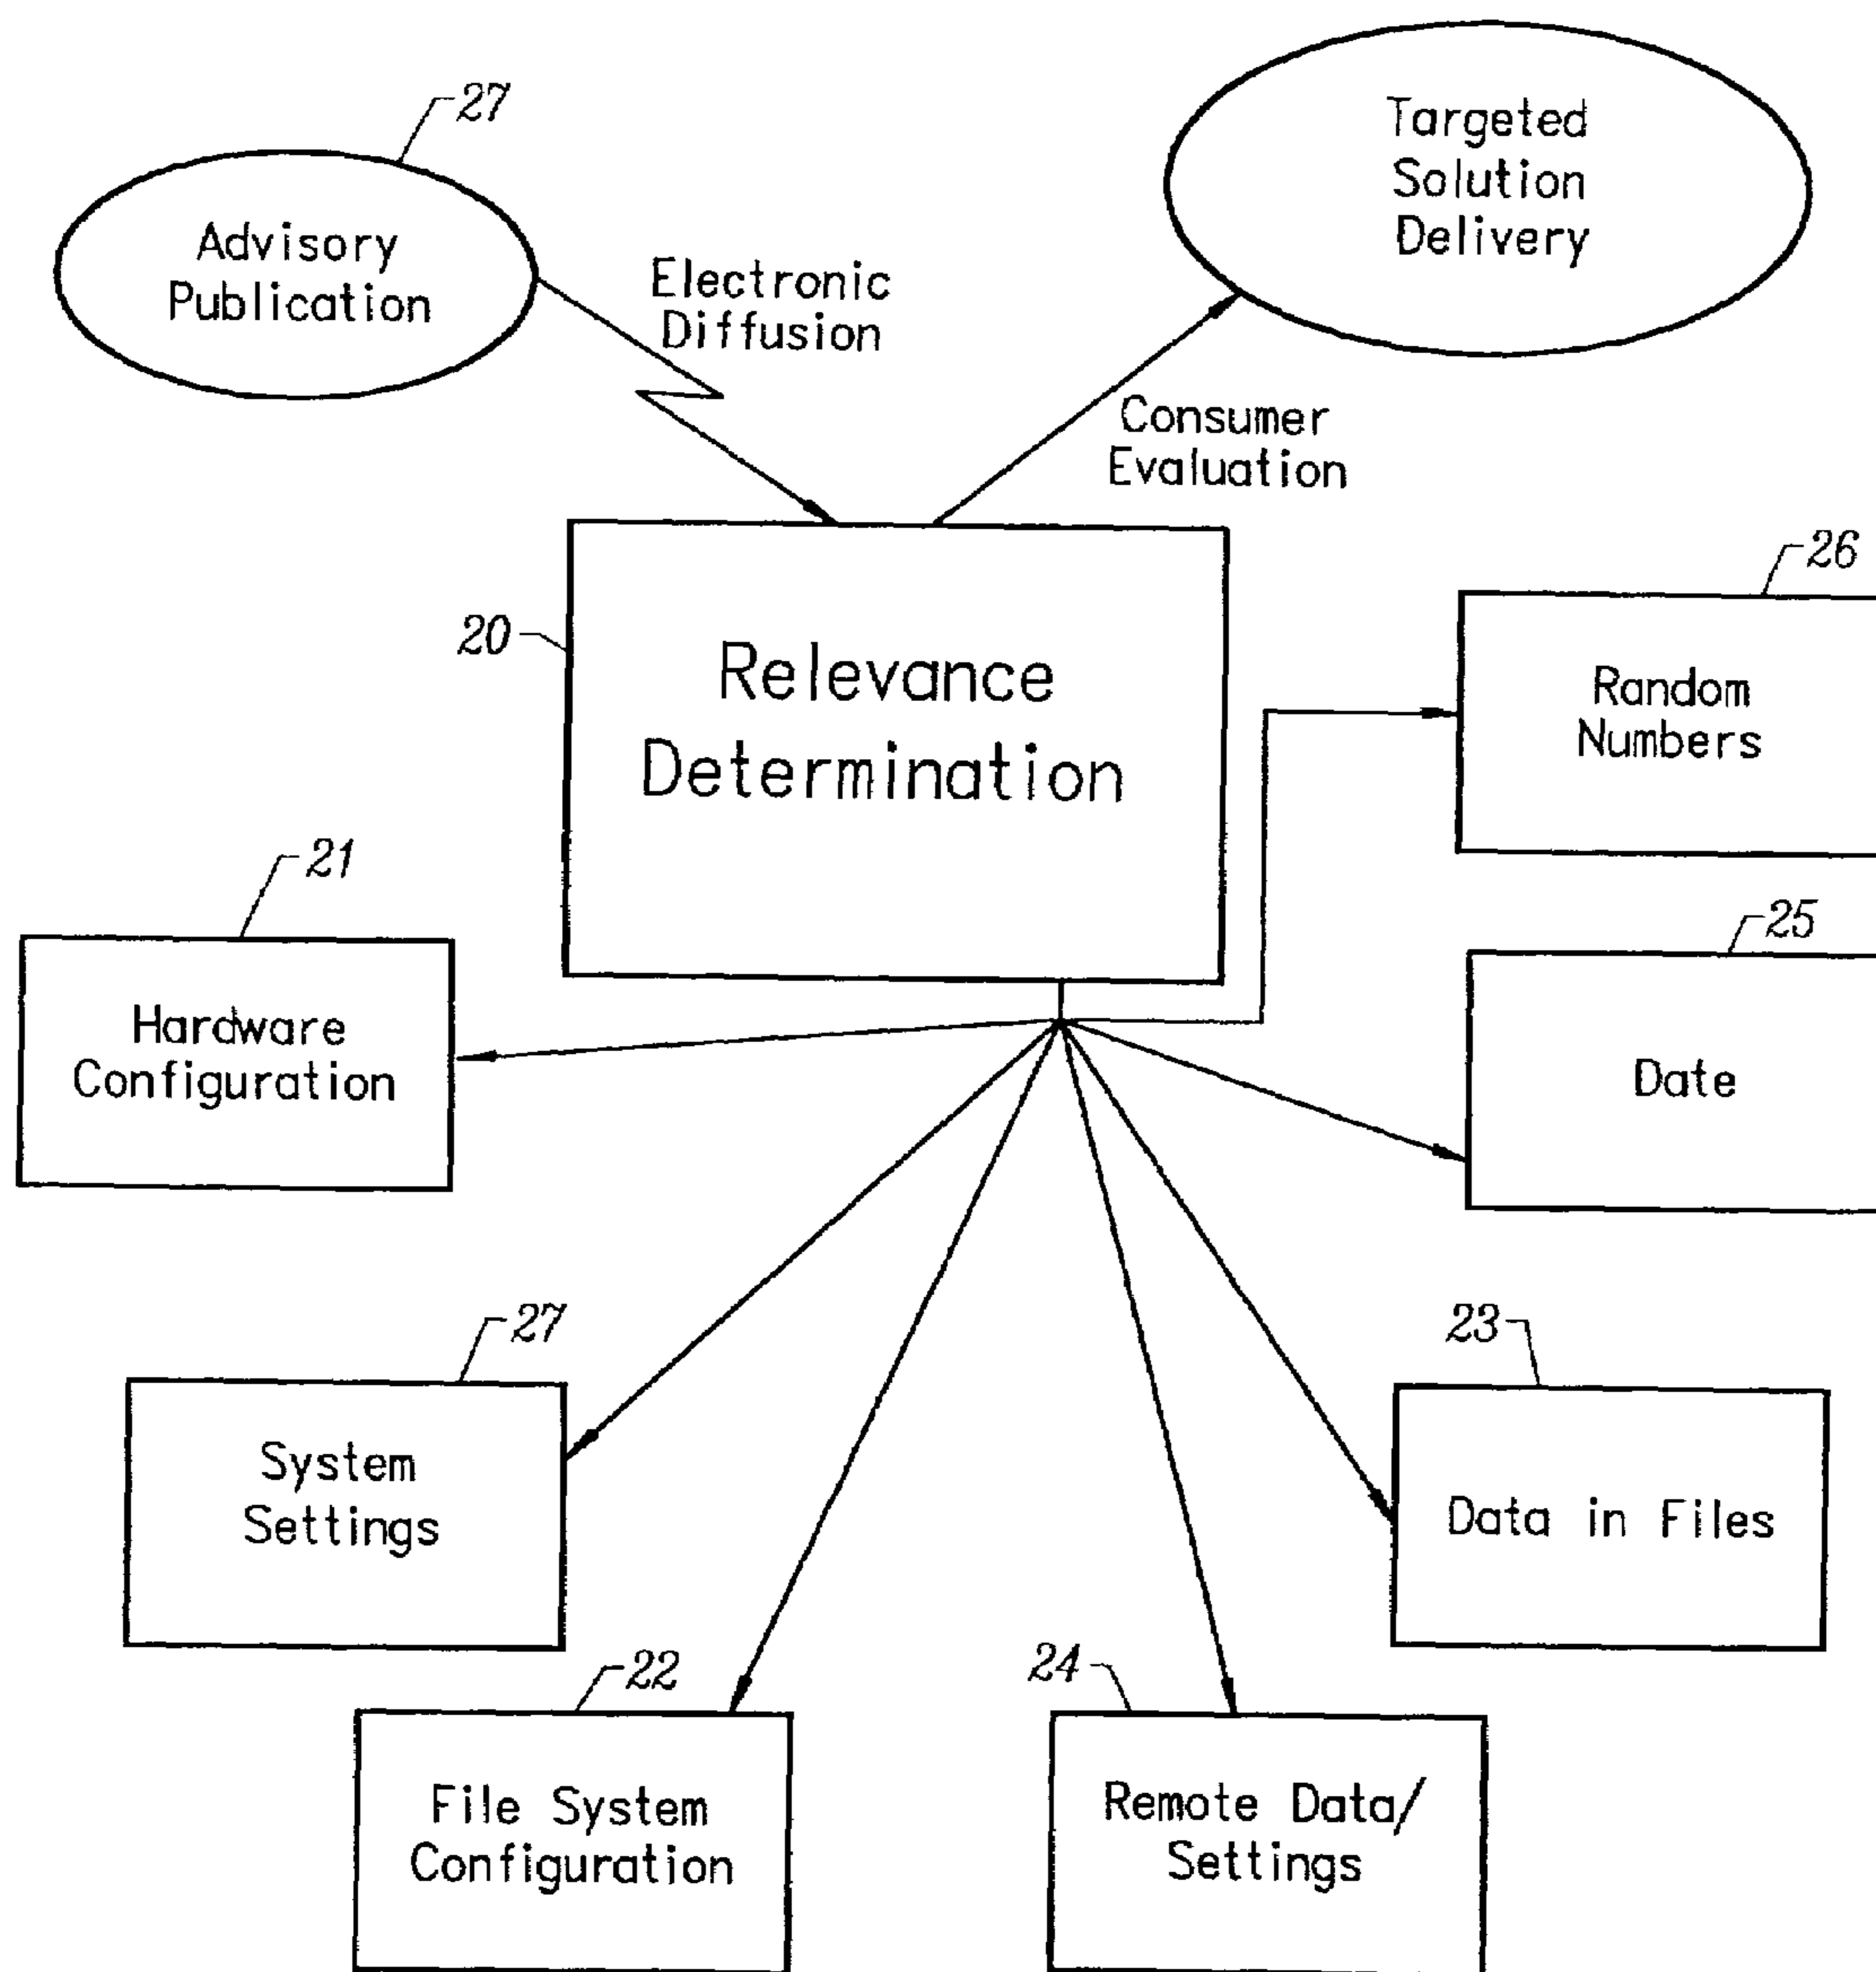 27
Advisory
Publication
Targeted
Solution
Delivery
Electronic
Diffusion
Consumer
Evaluation
20
Relevance
Determination
26
Random
Numbers
21
Hardware
Configuration
25
Date
27
System
Settings
23
Data in Files
22
File System
Configuration
24
Remote Data/
Settings